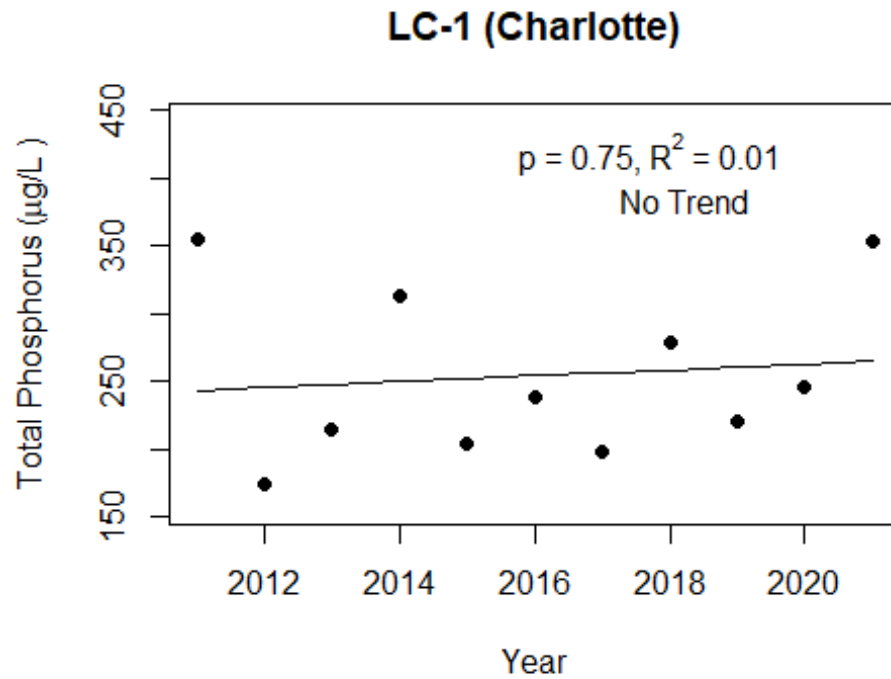 LC-1 (Charlotte)
p = 0.75, R² = 0.01
No Trend
Total Phosphorus (µg/L )
450
350
250
150
2012 2014 2016 2018 2020
Year